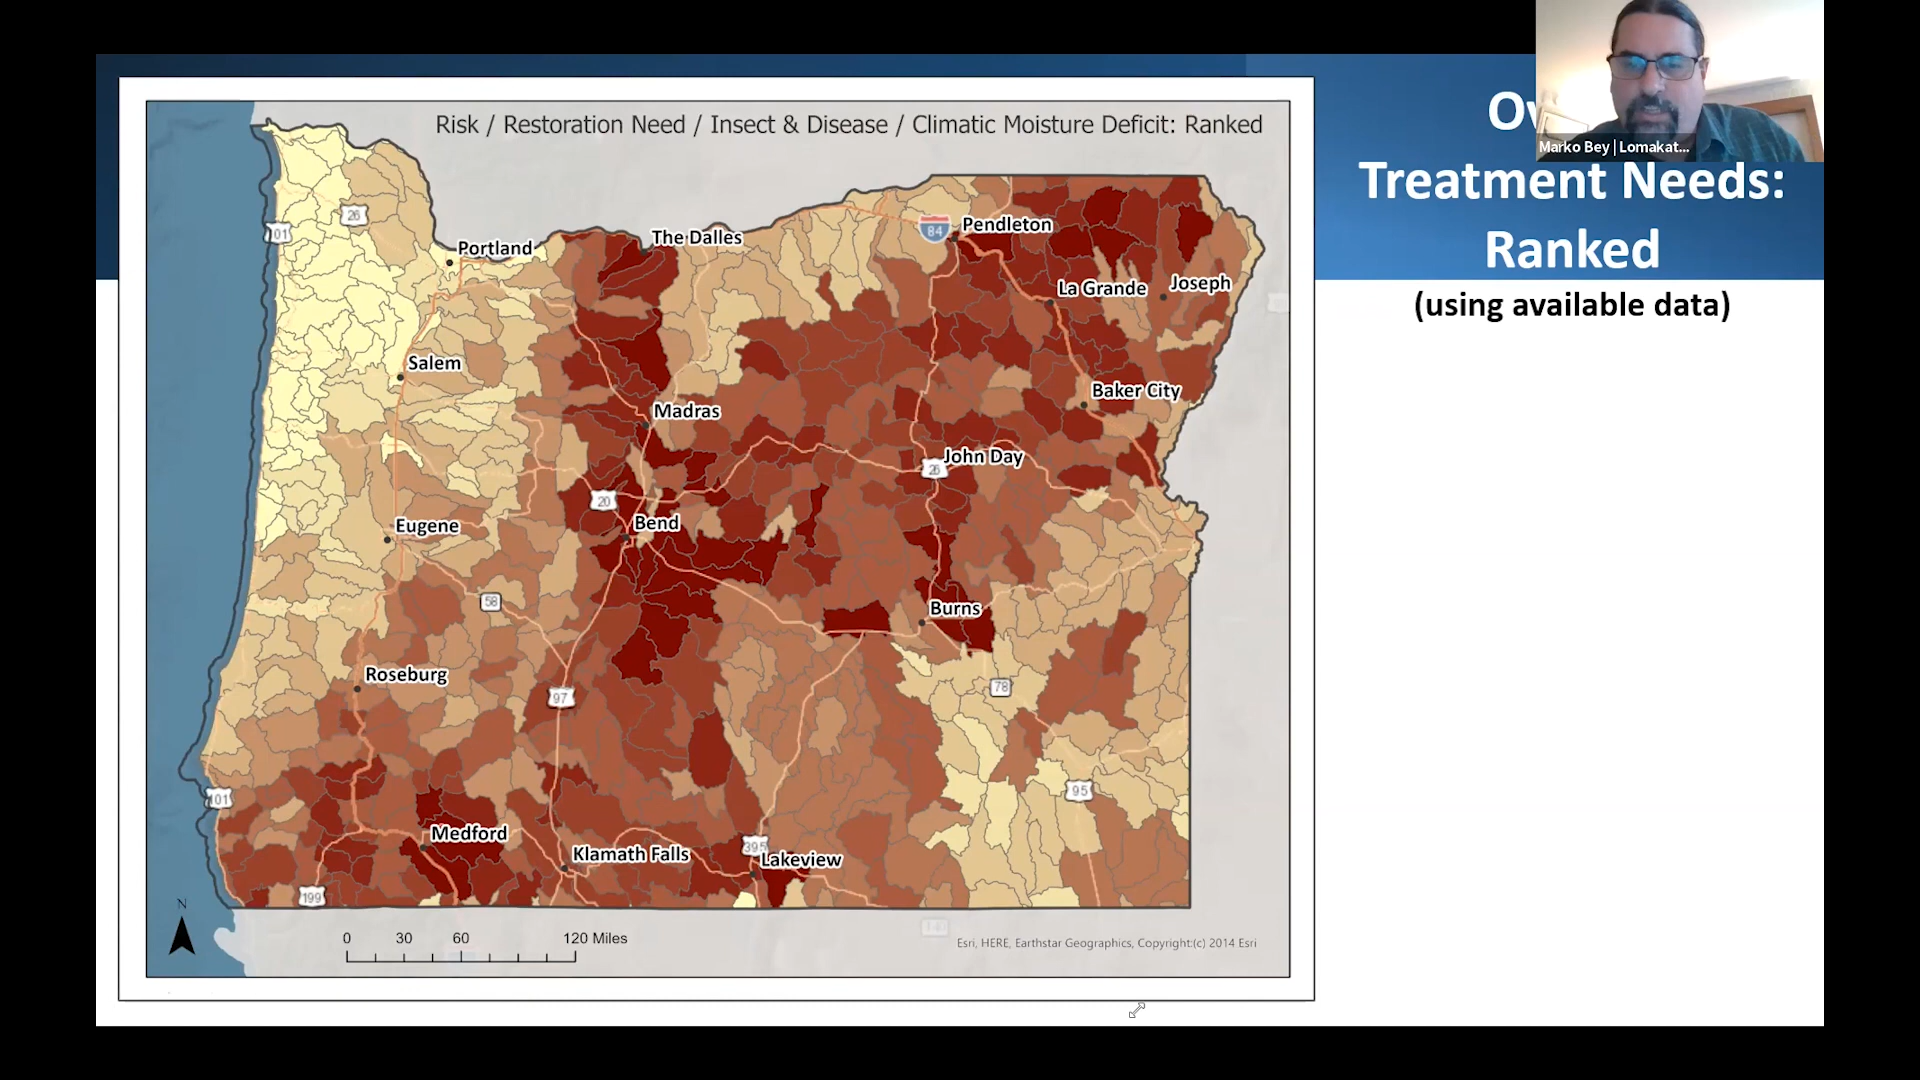 Risk / Restoration Need / Insect & Disease / Climatic Moisture Deficit: Ranked
Marko Bey | Lomakat...
Treatment Needs:
Ranked
(using available data)
26
101
Portland
The Dalles
84
Pendleton
La Grande
Joseph
Salem
Madras
Baker City
26
John Day
20
Bend
Eugene
58
Burns
Roseburg
97
78
101
95
Medford
Klamath Falls
395
Lakeview
199
N
0 30 60 120 Miles
Esri, HERE, Earthstar Geographics, Copyright:(c) 2014 Esri